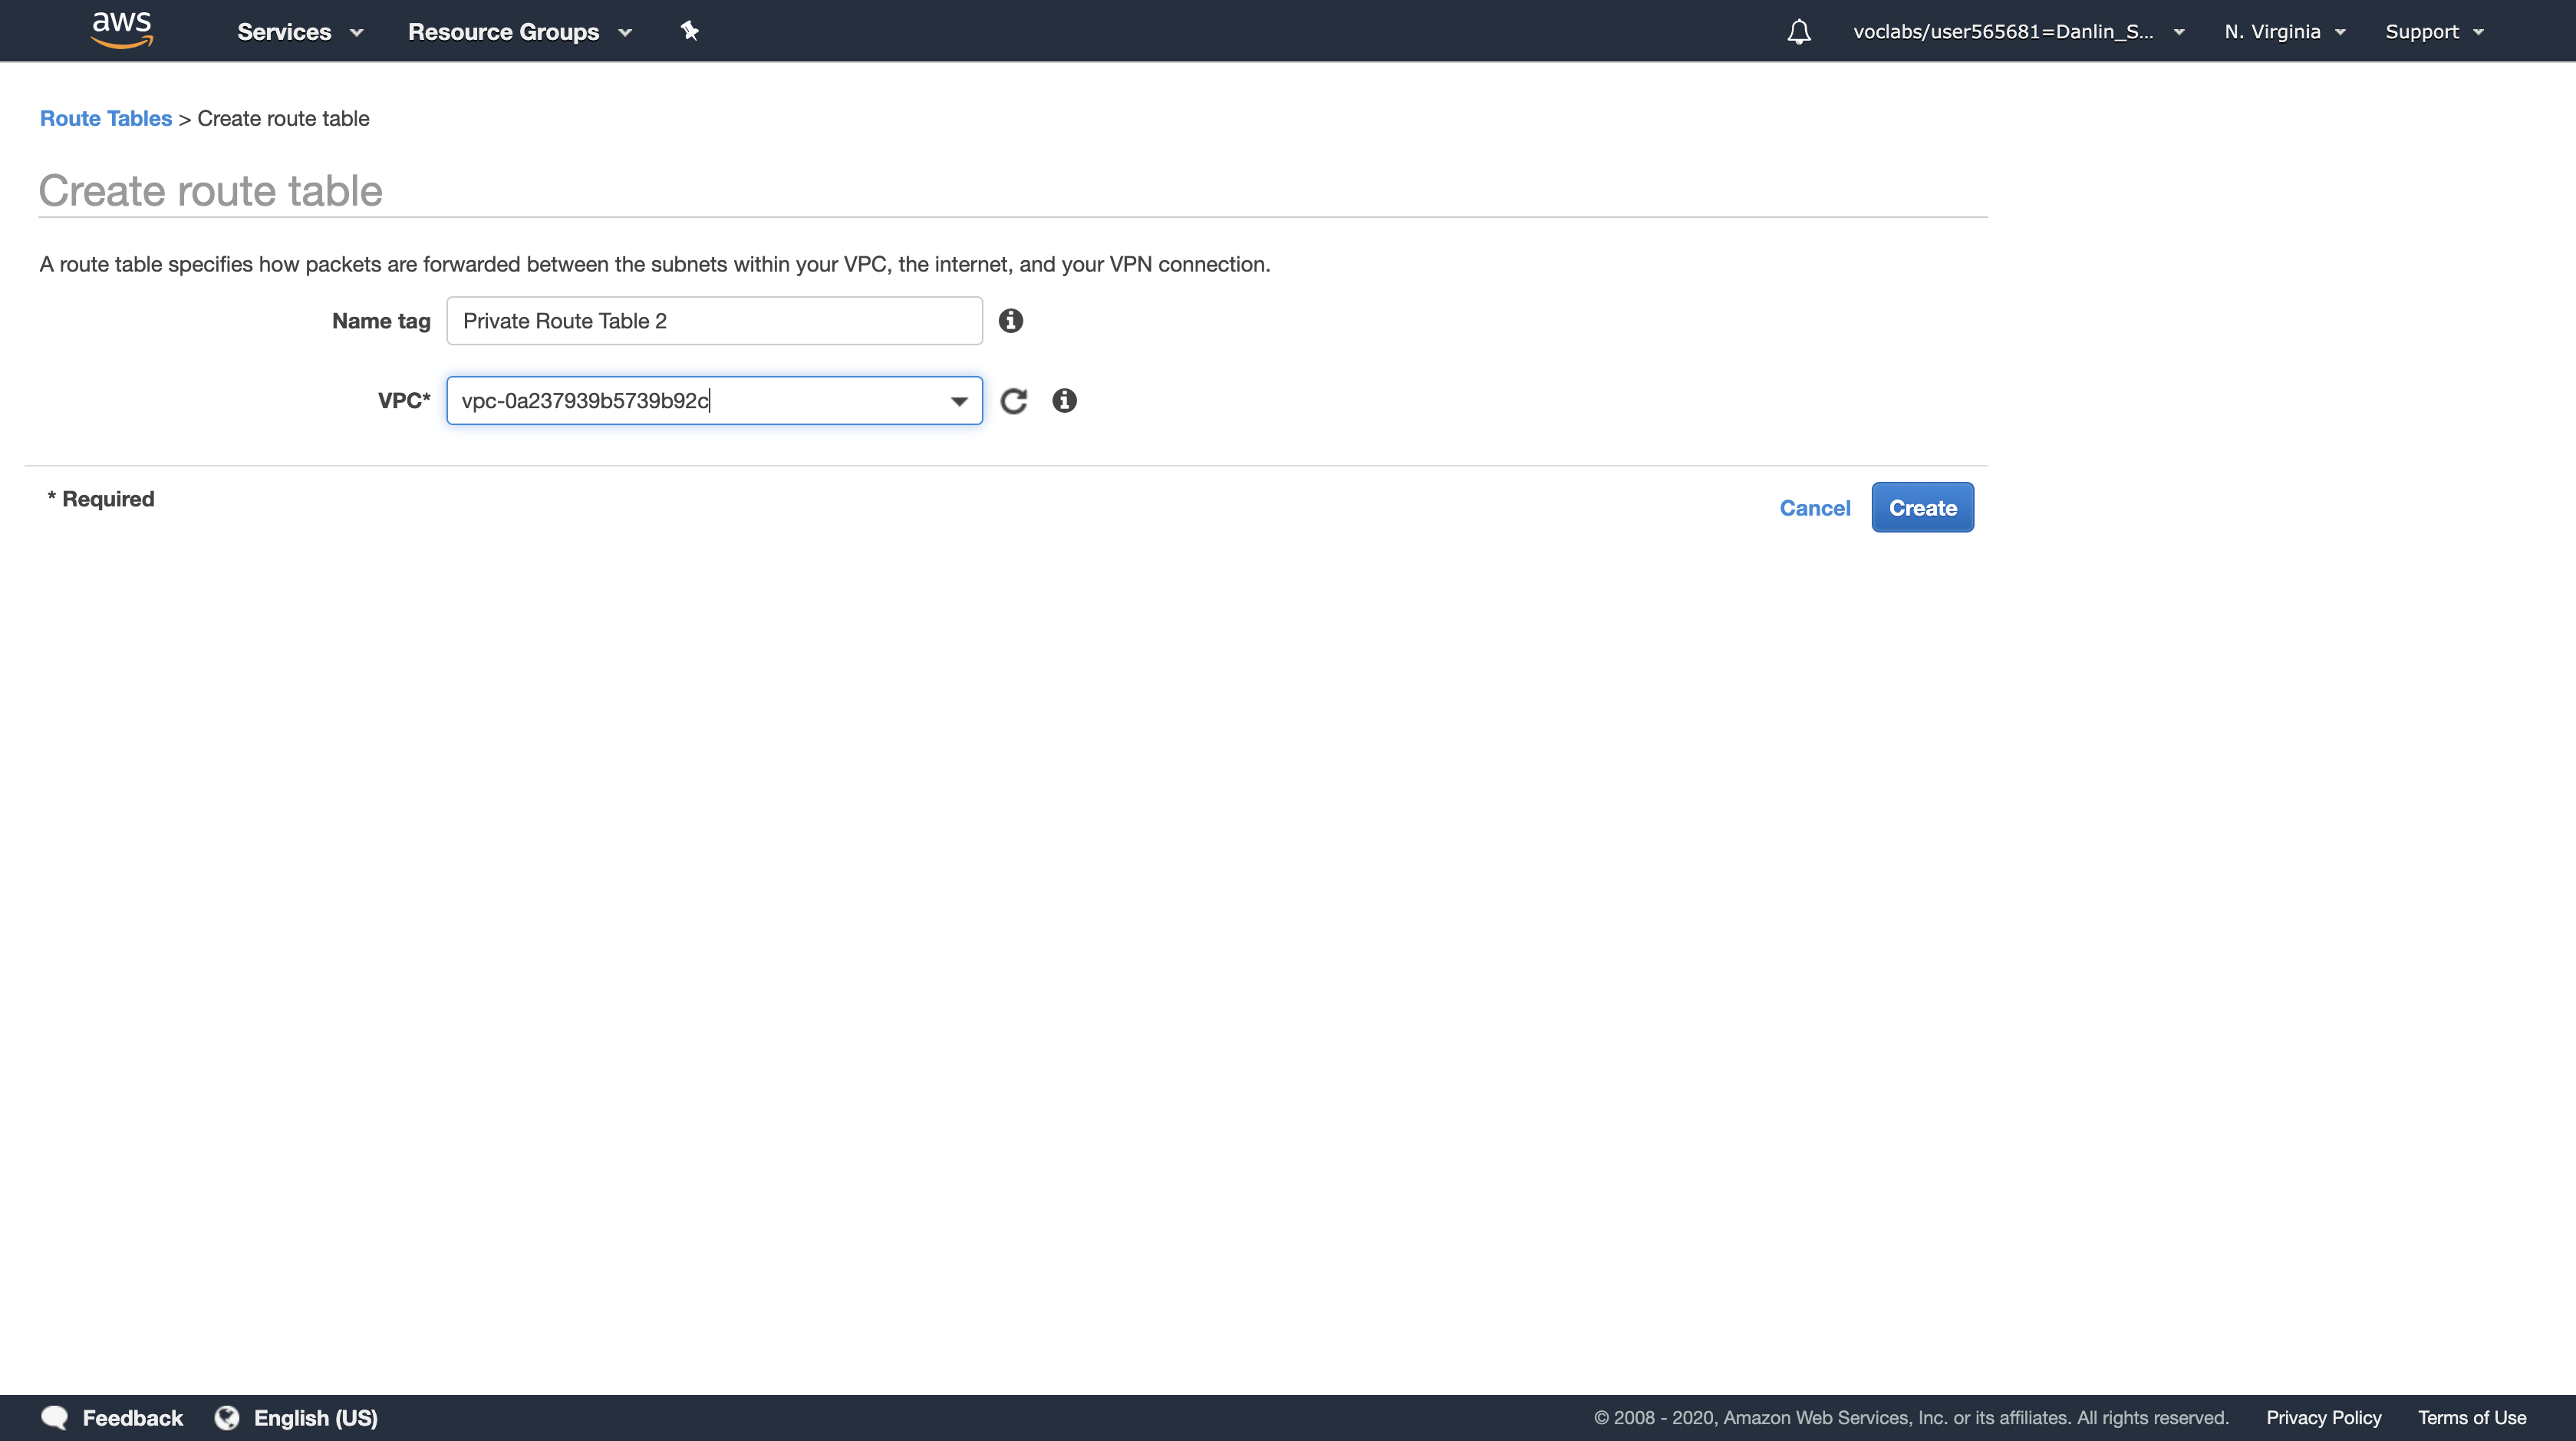 aws Services Resource Groups voclabs/user565681=Danlin_S... N. Virginia Support
Route Tables > Create route table
Create route table
A route table specifies how packets are forwarded between the subnets within your VPC, the internet, and your VPN connection.
Name tag Private Route Table 2
VPC* vpc-0a237939b5739b92c
* Required
Cancel Create
Feedback English (US) © 2008 - 2020, Amazon Web Services, Inc. or its affiliates. All rights reserved. Privacy Policy Terms of Use